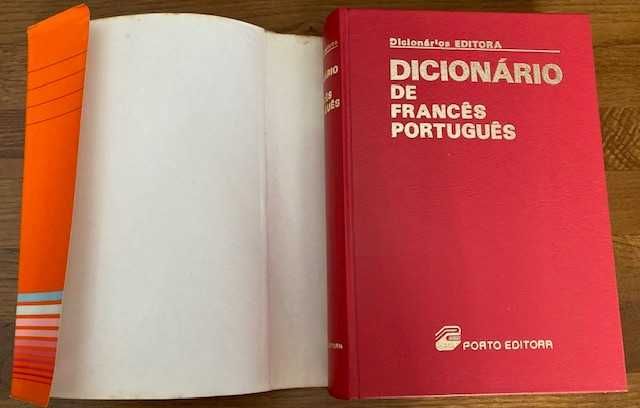 Dicionários EDITORA
DICIONÁRIO
DE
FRANCÊS
PORTUGUÊS
PORTO EDITORA